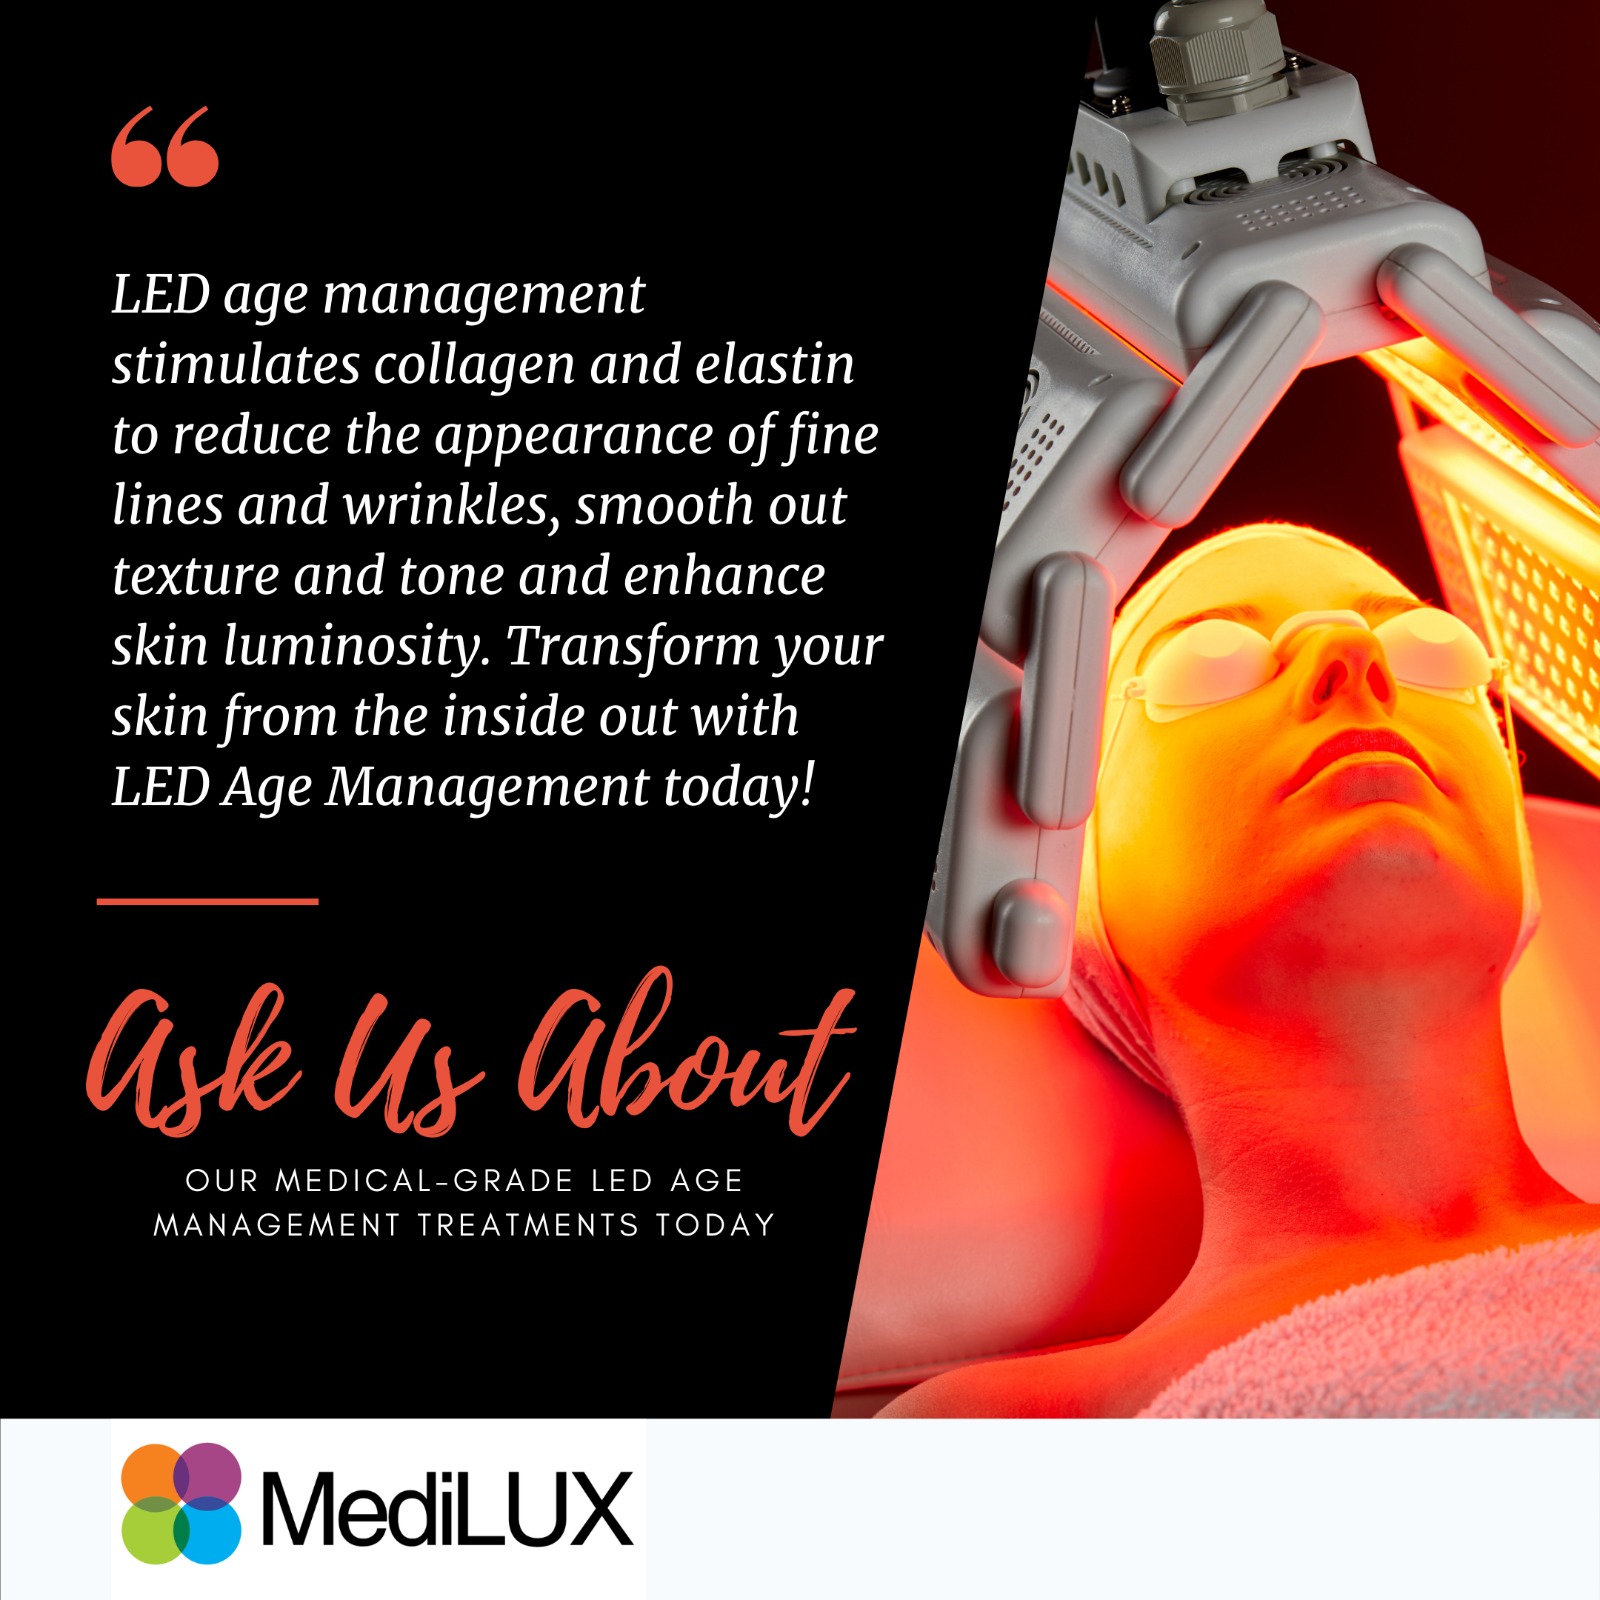 “
LED age management
stimulates collagen and elastin
to reduce the appearance of fine
lines and wrinkles, smooth out
texture and tone and enhance
skin luminosity. Transform your
skin from the inside out with
LED Age Management today!
Ask Us About
OUR MEDICAL-GRADE LED AGE
MANAGEMENT TREATMENTS TODAY
MediLUX